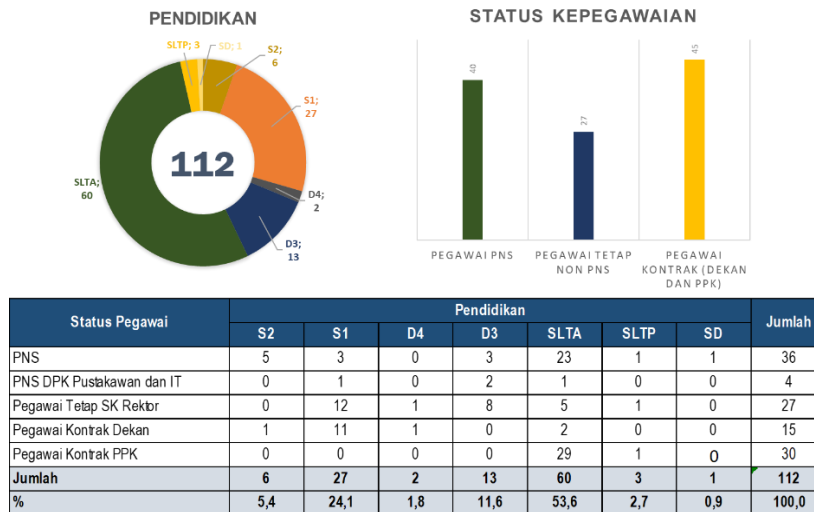 PENDIDIKAN
SLTP; 3
SD; 1
S2;
6
S1;
27
D4;
2
D3;
13
SLTA;
60
112
STATUS KEPEGAWAIAN
40
27
45
PEGAWAI PNS
PEGAWAI TETAP
NON PNS
PEGAWAI
KONTRAK (DEKAN
DAN PPK)
Status Pegawai Pendidikan Jumlah
S2 S1 D4 D3 SLTA SLTP SD
PNS 5 3 0 3 23 1 1 36
PNS DPK Pustakawan dan IT 0 1 0 2 1 0 0 4
Pegawai Tetap SK Rektor 0 12 1 8 5 1 0 27
Pegawai Kontrak Dekan 1 11 1 0 2 0 0 15
Pegawai Kontrak PPK 0 0 0 0 29 1 0 30
Jumlah 6 27 2 13 60 3 1 112
% 5,4 24,1 1,8 11,6 53,6 2,7 0,9 100,0